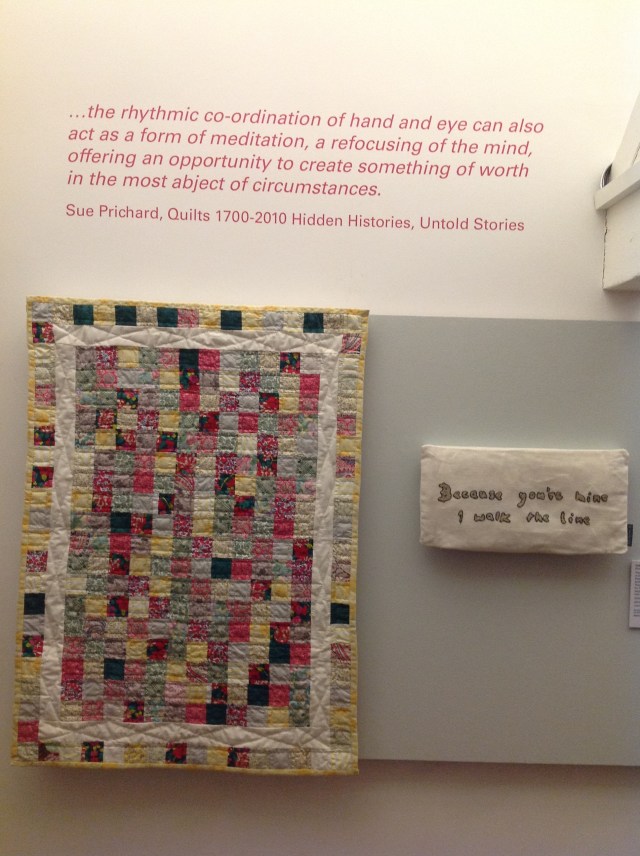 ...the rhythmic co-ordination of hand and eye can also
act as a form of meditation, a refocusing of the mind,
offering an opportunity to create something of worth
in the most abject of circumstances.
Sue Prichard, Quilts 1700-2010 Hidden Histories, Untold Stories
Because you're mine
I walk the line